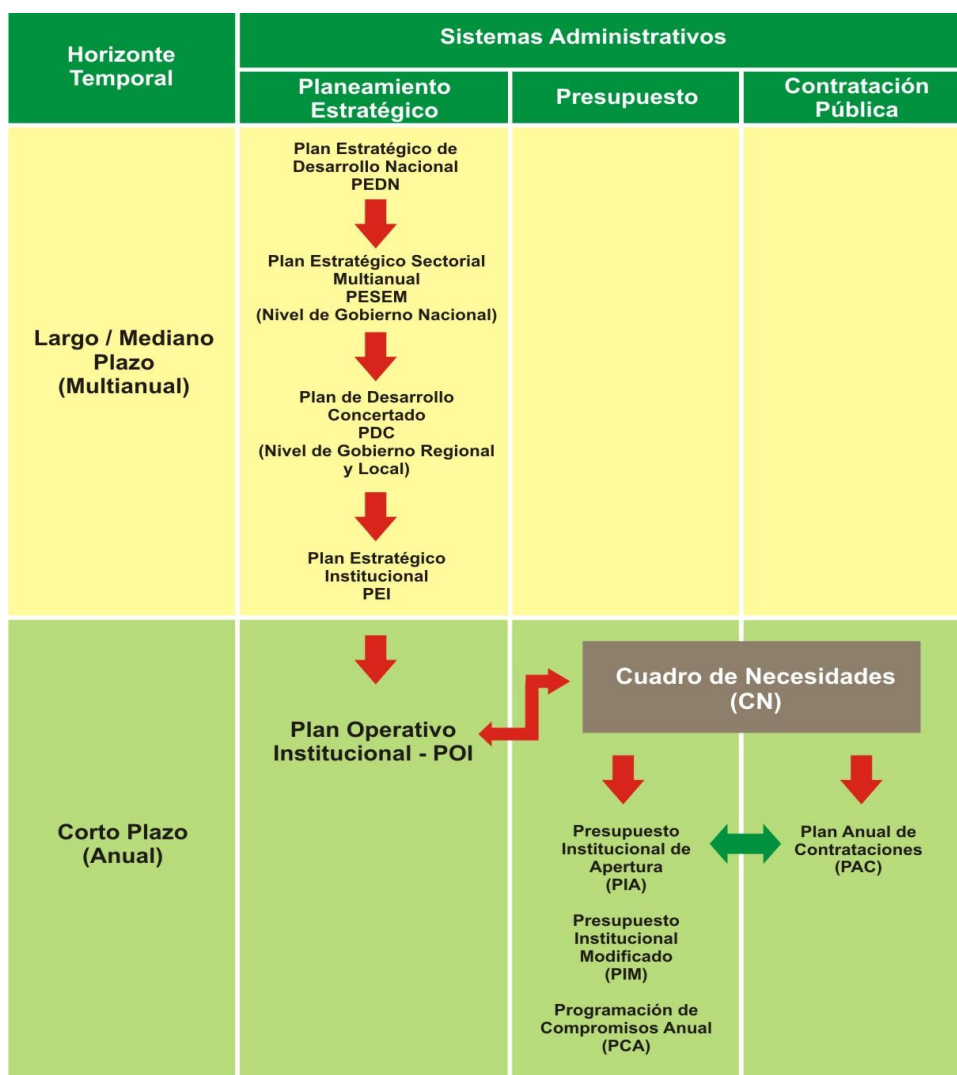 Horizonte
Temporal
Sistemas Administrativos
Planeamiento
Estratégico
Presupuesto
Contratación
Pública
Largo / Mediano
Plazo
(Multianual)
Plan Estratégico de
Desarrollo Nacional
PEDN
Plan Estratégico Sectorial
Multianual
PESEM
(Nivel de Gobierno Nacional)
Plan de Desarrollo
Concertado
PDC
(Nivel de Gobierno Regional
y Local)
Plan Estratégico
Institucional
PEI
Corto Plazo
(Anual)
Plan Operativo
Institucional - POI
Cuadro de Necesidades
(CN)
Presupuesto
Institucional de
Apertura
(PIA)
Presupuesto
Institucional
Modificado
(PIM)
Programación de
Compromisos Anual
(PCA)
Plan Anual de
Contrataciones
(PAC)